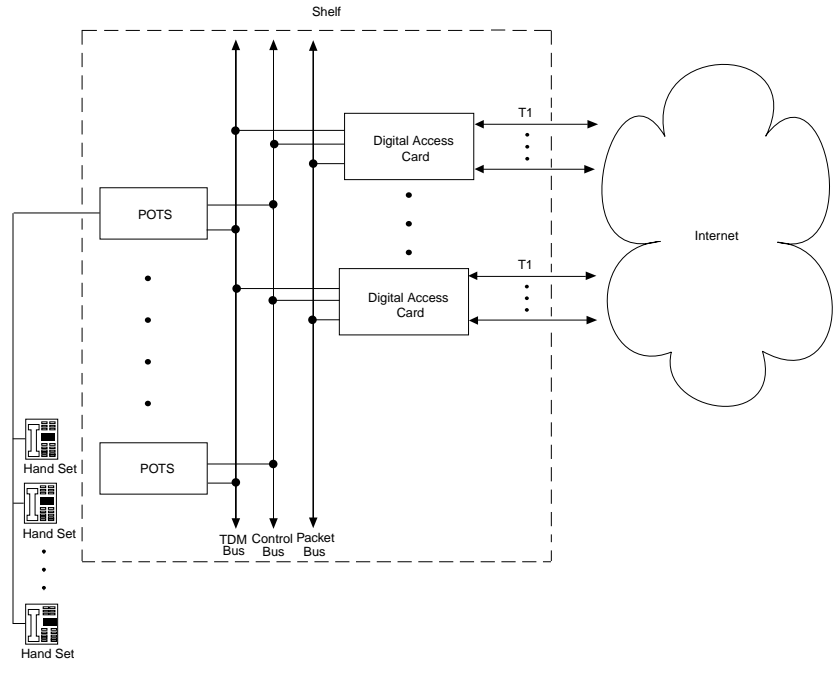 Shelf
Digital Access
Card
T1
POTS
Internet
T1
Digital Access
Card
Hand Set
POTS
Hand Set
TDM
Bus
Control
Bus
Packet
Bus
Hand Set